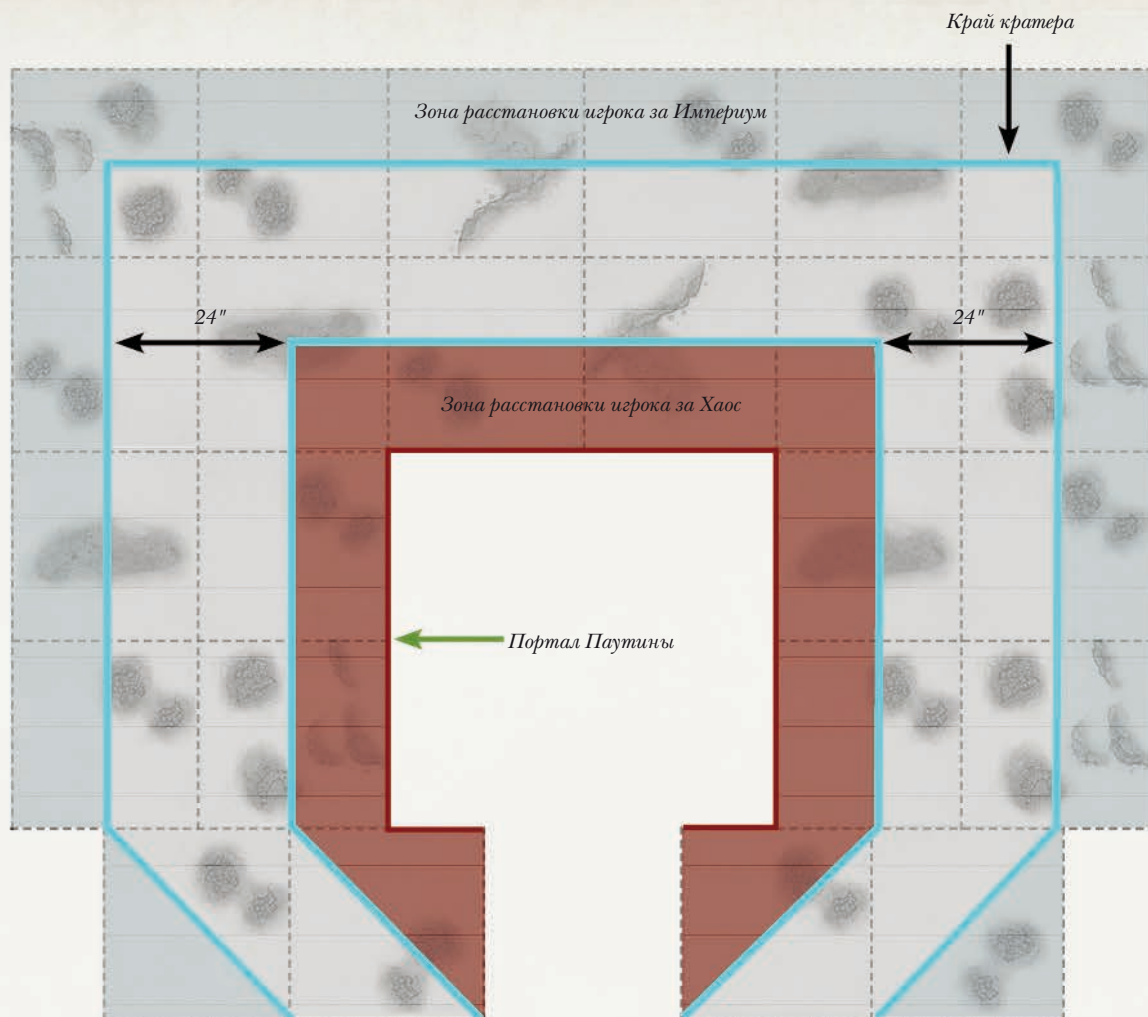 Край кратера
Зона расстановки игрока за Империум
24"
24"
Зона расстановки игрока за Хаос
Портал Паутины